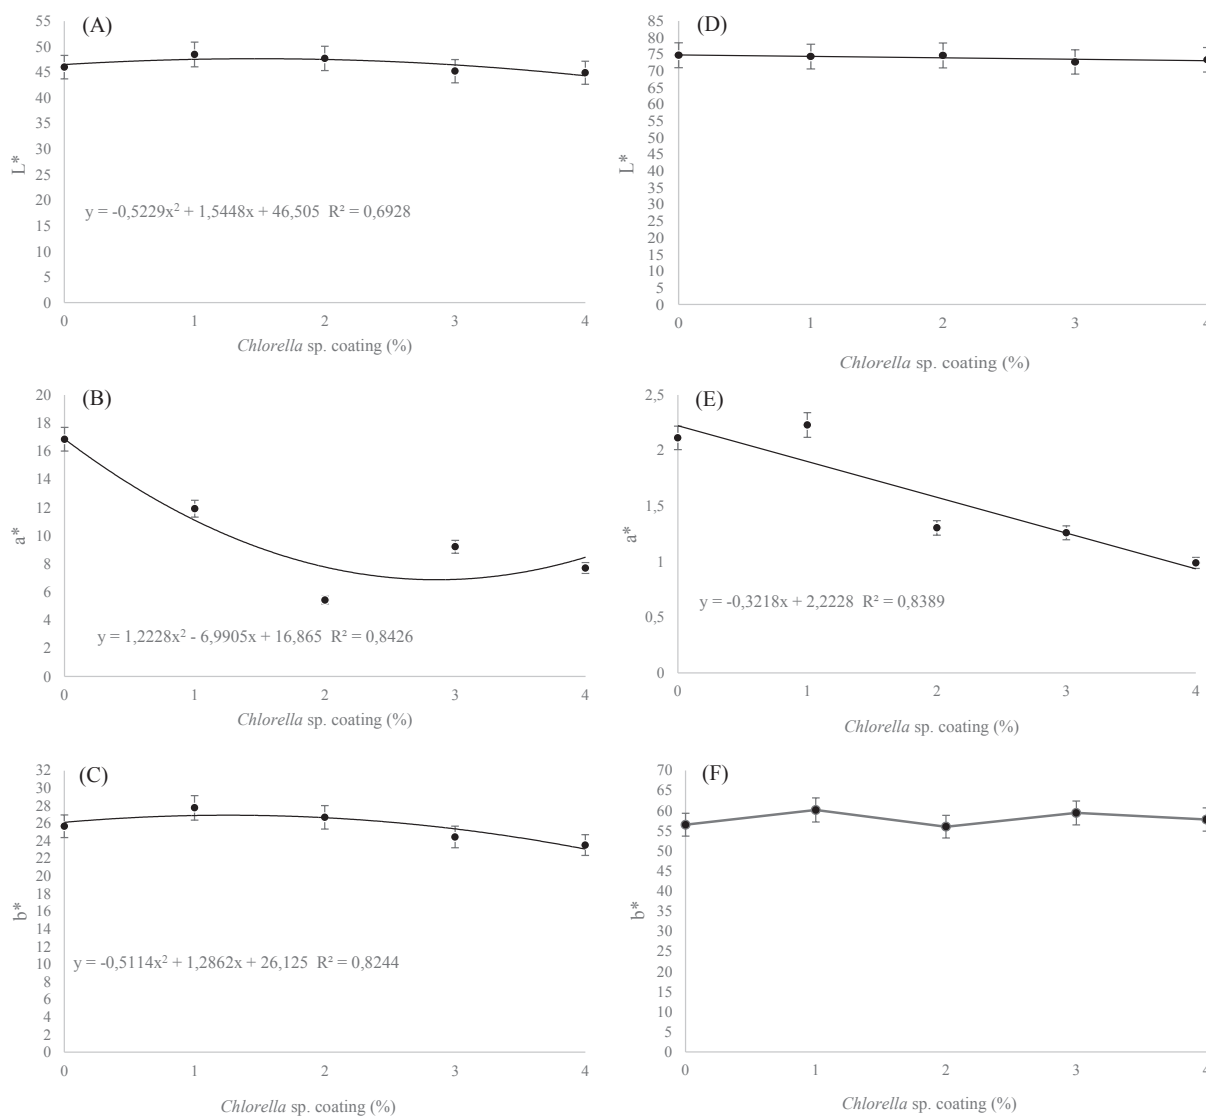 (A)
55
50
45
40
35
30
25
20
15
10
5
0
L*
y = -0,5229x² + 1,5448x + 46,505 R² = 0,6928
0 1 2 3 4
Chlorella sp. coating (%)
(D)
85
80
75
70
65
60
55
50
45
40
35
30
25
20
15
10
5
0
L*
0 1 2 3 4
Chlorella sp. coating (%)
(B)
20
18
16
14
12
10
8
6
4
2
0
a*
y = 1,2228x² - 6,9905x + 16,865 R² = 0,8426
0 1 2 3 4
Chlorella sp. coating (%)
(E)
2,5
2
1,5
1
0,5
0
a*
y = -0,3218x + 2,2228 R² = 0,8389
0 1 2 3 4
Chlorella sp. coating (%)
(C)
32
30
28
26
24
22
20
18
16
14
12
10
8
6
4
2
0
b*
y = -0,5114x² + 1,2862x + 26,125 R² = 0,8244
0 1 2 3 4
Chlorella sp. coating (%)
(F)
70
65
60
55
50
45
40
35
30
25
20
15
10
5
0
b*
0 1 2 3 4
Chlorella sp. coating (%)